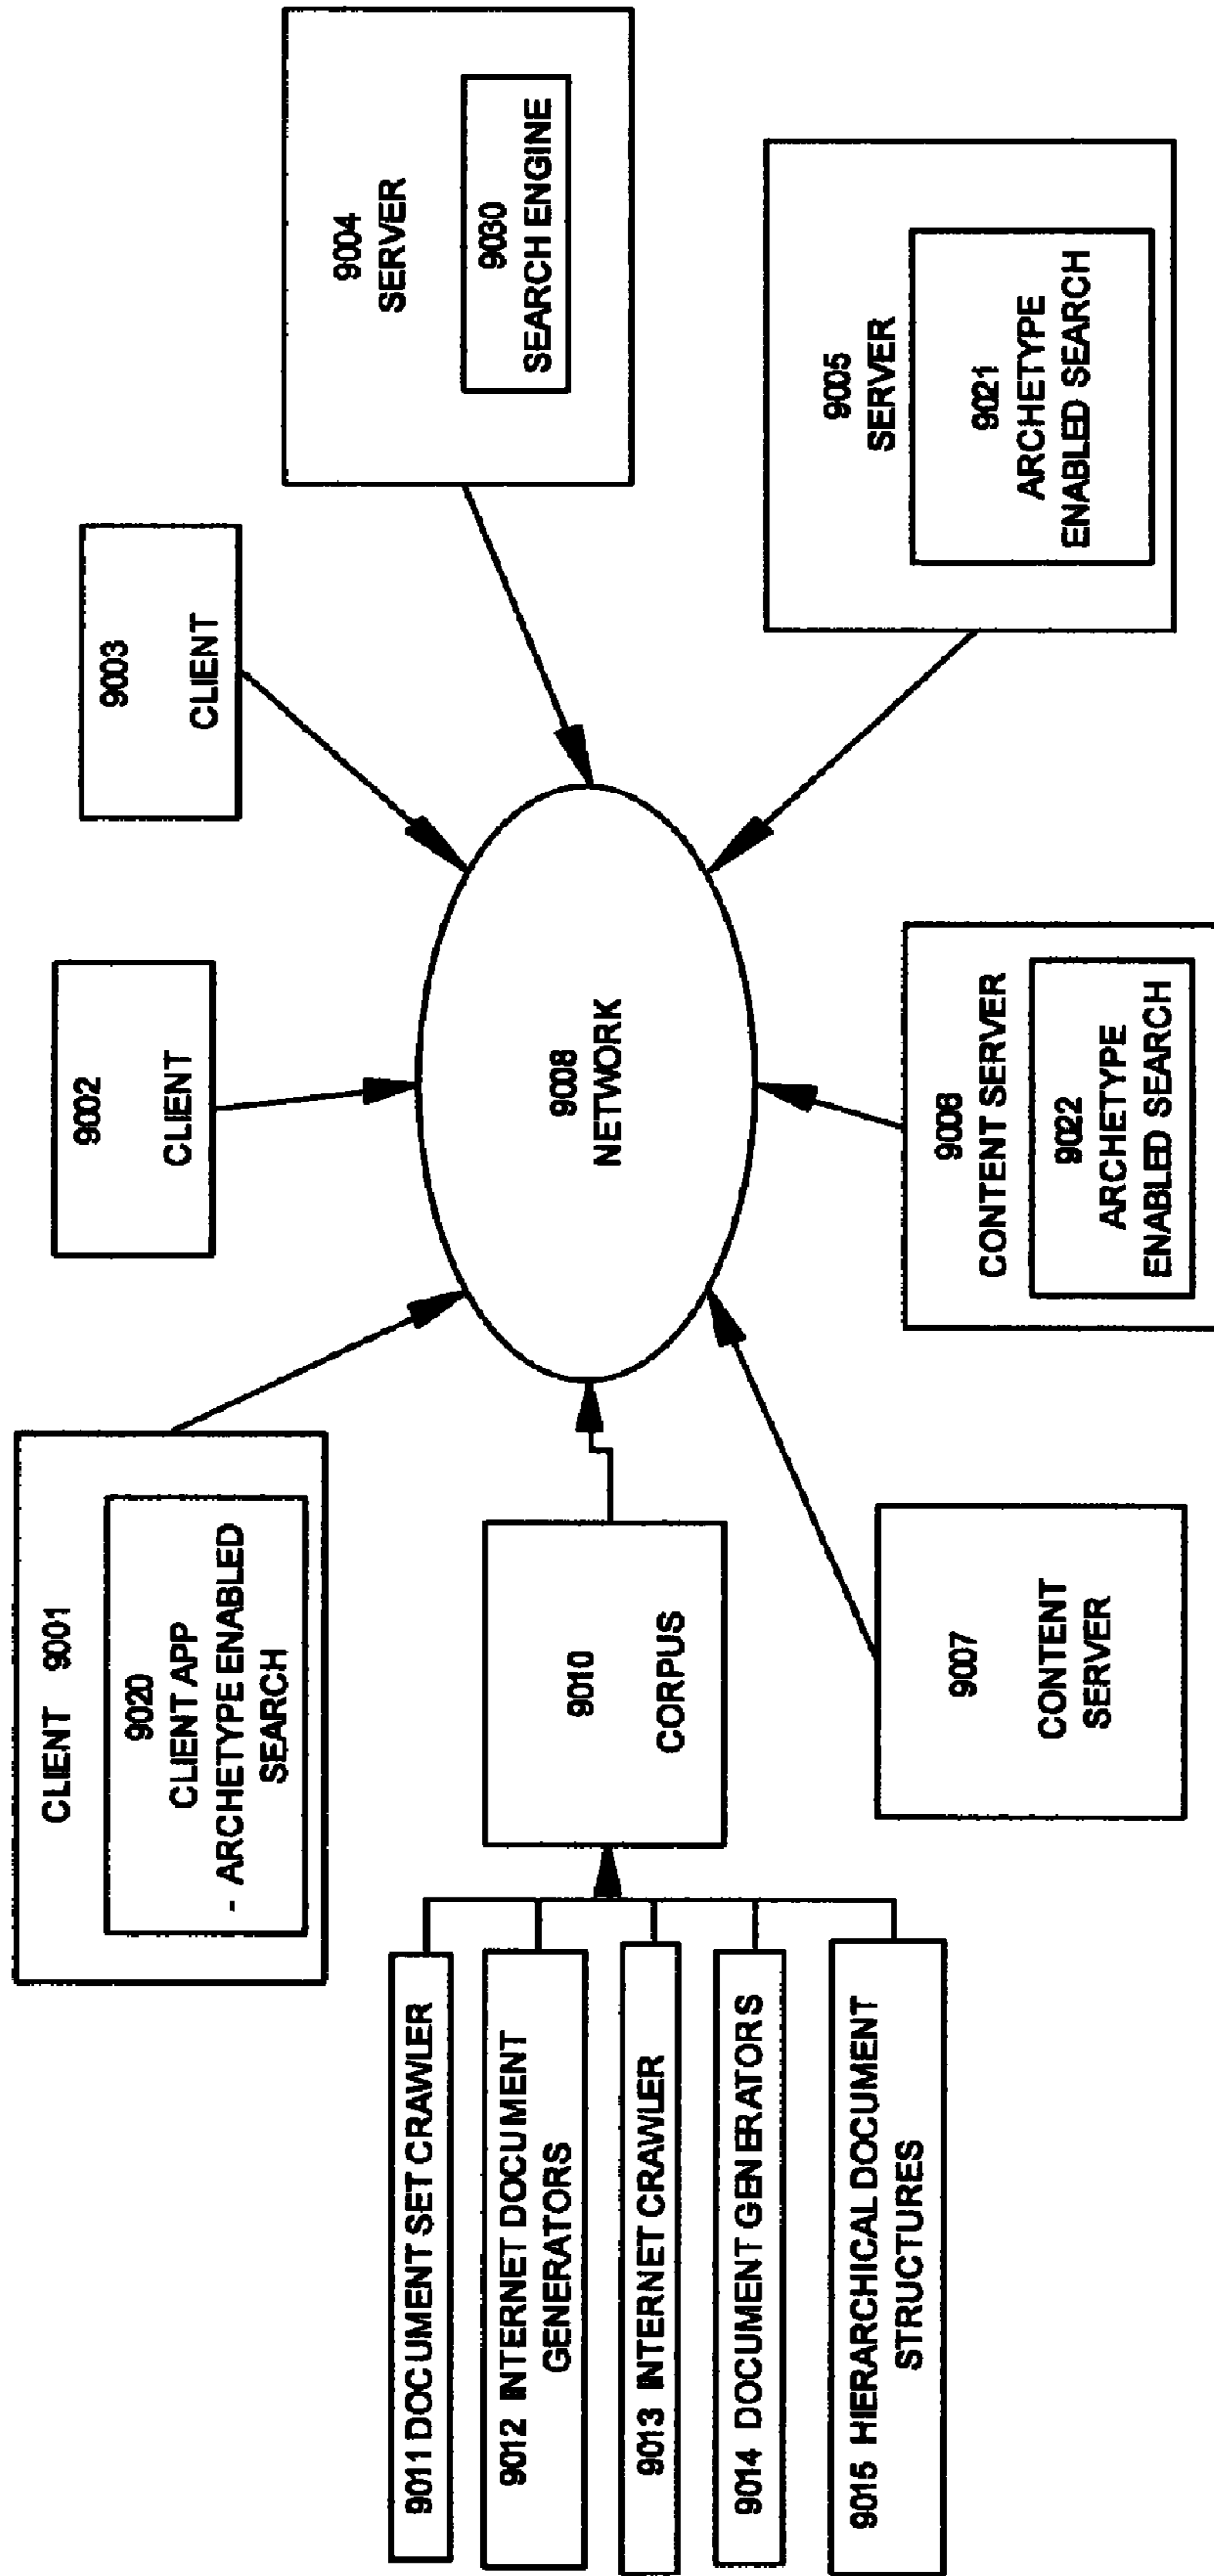 CLIENT 9001
9020
CLIENT APP
- ARCHETYPE ENABLED
SEARCH
9002
CLIENT
9003
CLIENT
9004
SERVER
9030
SEARCH ENGINE
9011 DOCUMENT SET CRAWLER
9012 INTERNET DOCUMENT
GENERATORS
9013 INTERNET CRAWLER
9014 DOCUMENT GENERATORS
9015 HIERARCHICAL DOCUMENT
STRUCTURES
9010
CORPUS
9008
NETWORK
9007
CONTENT
SERVER
9006
CONTENT SERVER
9022
ARCHETYPE
ENABLED SEARCH
9005
SERVER
9021
ARCHETYPE
ENABLED SEARCH